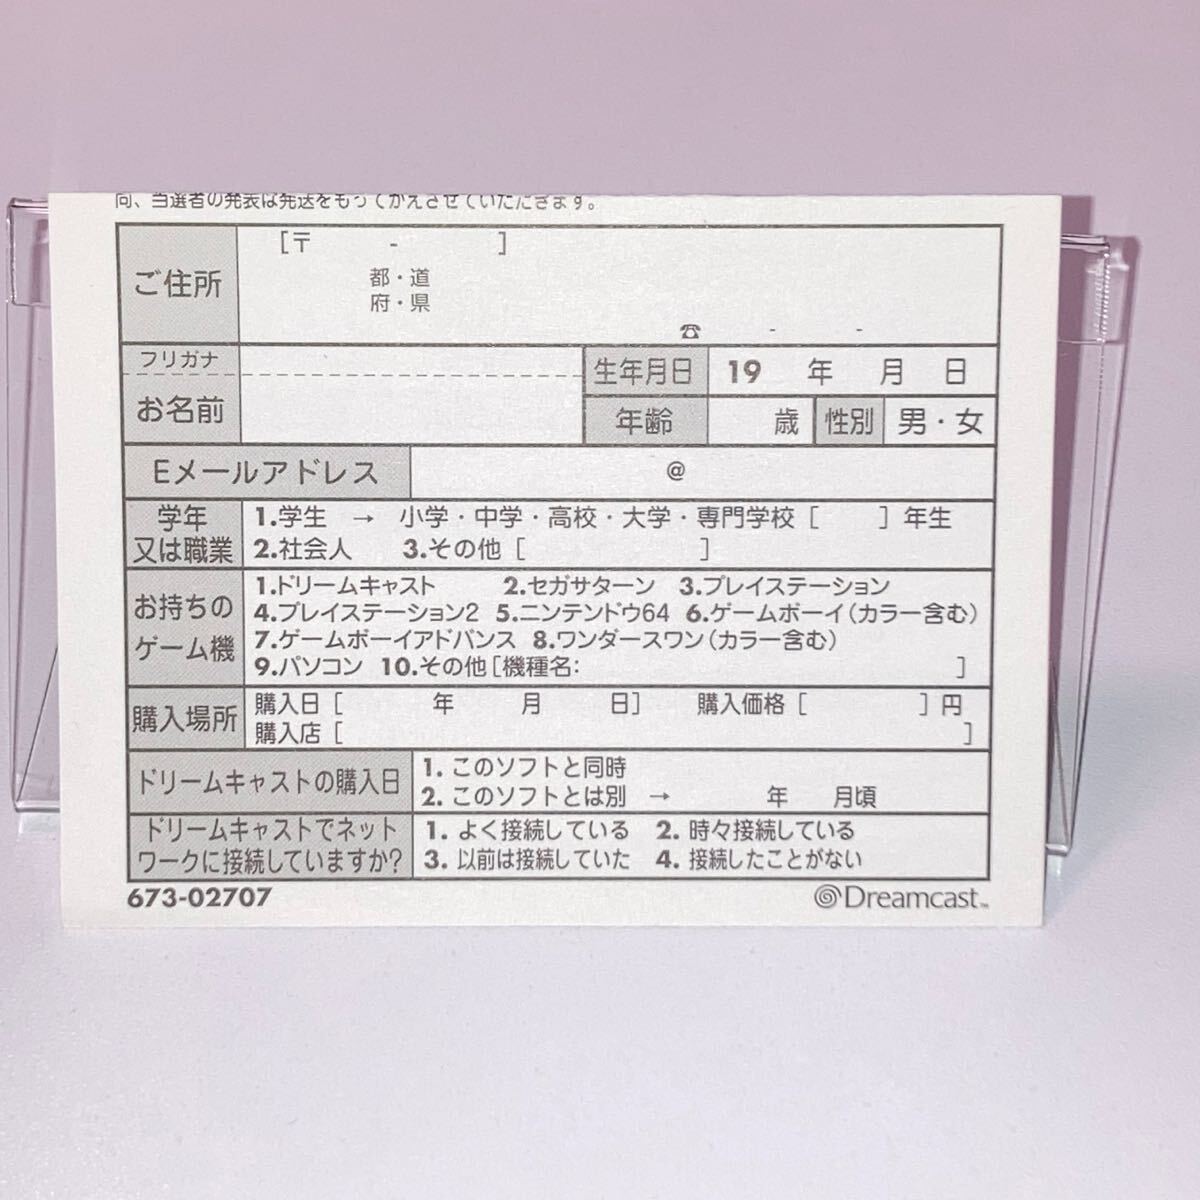 尚、当選者の発表は発送をもってかえさせていただきます。
ご住所
[〒 - ]
都・道
府・県
☎ - -
フリガナ
お名前
生年月日 19 年 月 日
年齢 歳 性別 男・女
Eメールアドレス @
学年
又は職業
1.学生 → 小学・中学・高校・大学・専門学校 [ ] 年生
2.社会人 3.その他 [ ]
お持ちの
ゲーム機
1.ドリームキャスト 2.セガサターン 3.プレイステーション
4.プレイステーション2 5.ニンテンドウ64 6.ゲームボーイ(カラー含む)
7.ゲームボーイアドバンス 8.ワンダースワン(カラー含む)
9.パソコン 10.その他[機種名: ]
購入場所
購入日 [ 年 月 日] 購入価格 [ ] 円
購入店 [ ]
ドリームキャストの購入日
1. このソフトと同時
2. このソフトとは別 → 年 月頃
ドリームキャストでネット
ワークに接続していますか?
1. よく接続している 2. 時々接続している
3. 以前は接続していた 4. 接続したことがない
673-02707
Dreamcast™